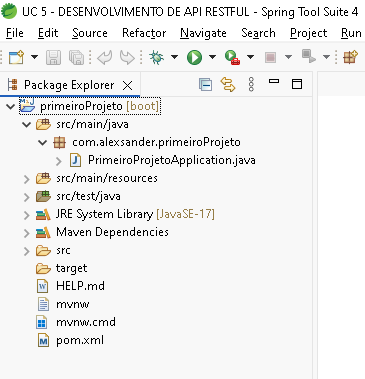 UC 5 - DESENVOLVIMENTO DE API RESTFUL - Spring Tool Suite 4
File Edit Source Refactor Navigate Search Project Run
Package Explorer
primeiroProjeto [boot]
src/main/java
com.alexsander.primeiroProjeto
PrimeiroProjetoApplication.java
src/main/resources
src/test/java
JRE System Library [JavaSE-17]
Maven Dependencies
src
target
HELP.md
mvnw
mvnw.cmd
pom.xml